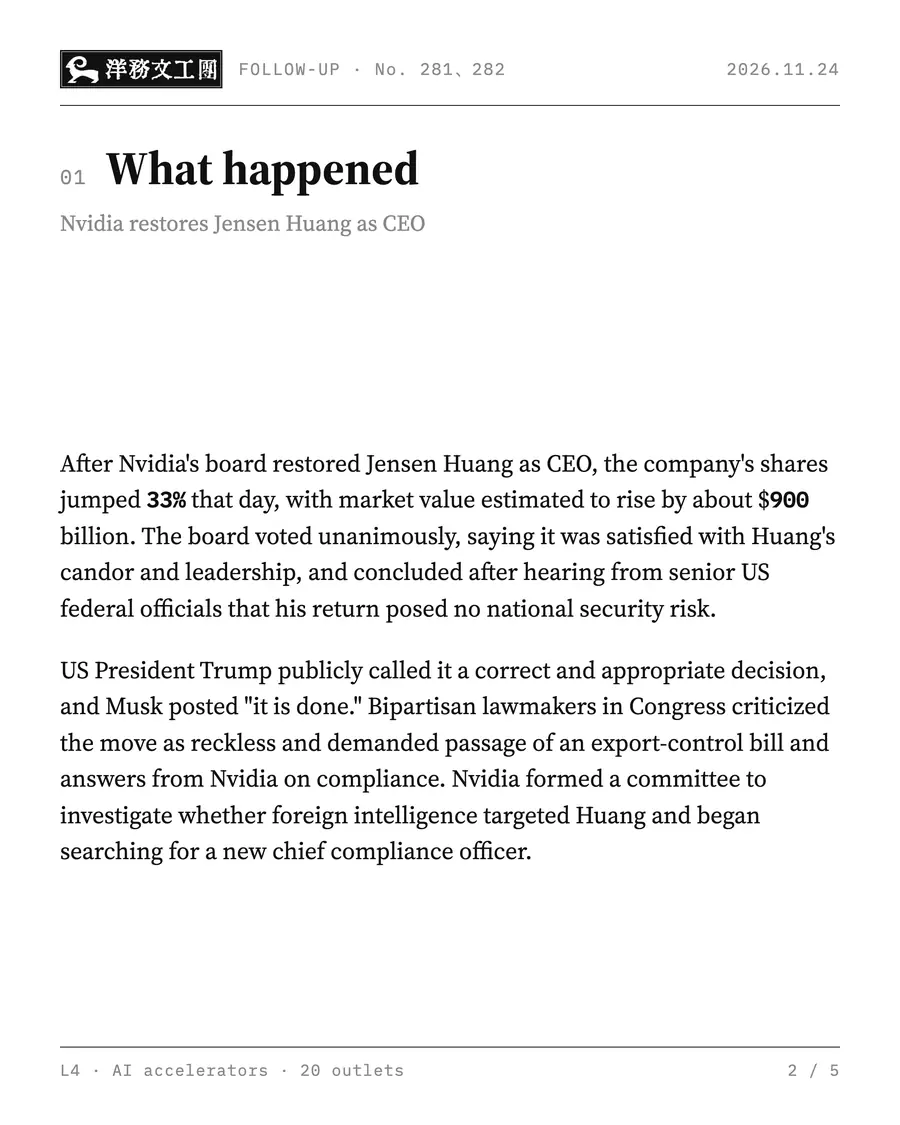 洋務文工團 FOLLOW-UP · No. 281、282 2026.11.24
01 What happened
Nvidia restores Jensen Huang as CEO
After Nvidia's board restored Jensen Huang as CEO, the company's shares
jumped 33% that day, with market value estimated to rise by about $900
billion. The board voted unanimously, saying it was satisfied with Huang's
candor and leadership, and concluded after hearing from senior US
federal officials that his return posed no national security risk.
US President Trump publicly called it a correct and appropriate decision,
and Musk posted "it is done." Bipartisan lawmakers in Congress criticized
the move as reckless and demanded passage of an export-control bill and
answers from Nvidia on compliance. Nvidia formed a committee to
investigate whether foreign intelligence targeted Huang and began
searching for a new chief compliance officer.
L4 · AI accelerators · 20 outlets 2 / 5